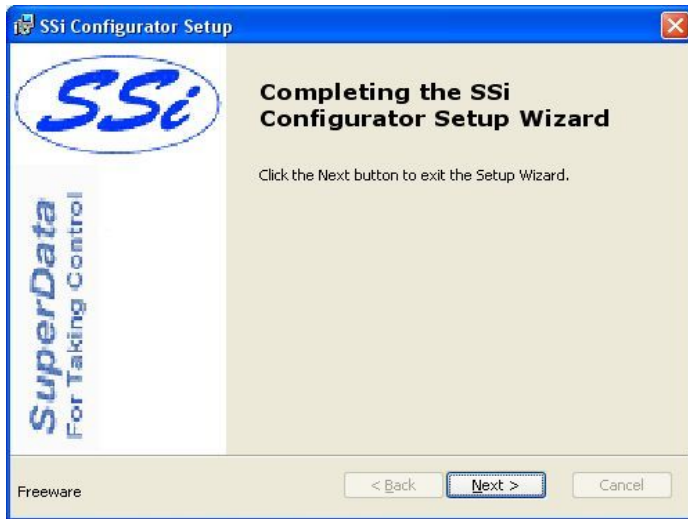 SSi Configurator Setup
SSi
SuperData
For Taking Control
Completing the SSi
Configurator Setup Wizard
Click the Next button to exit the Setup Wizard.
Freeware
< Back
Next >
Cancel